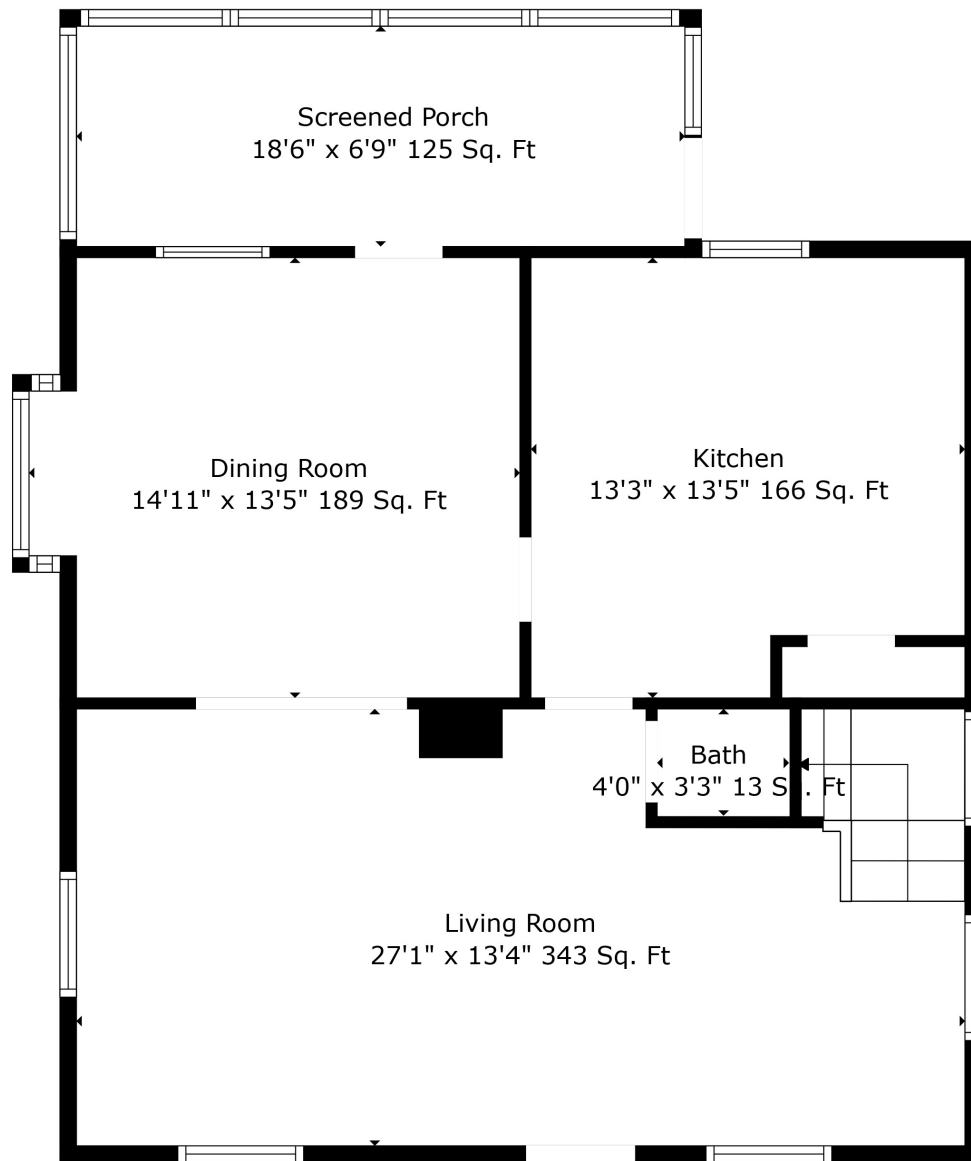 Screened Porch
18'6" x 6'9" 125 Sq. Ft
Dining Room
14'11" x 13'5" 189 Sq. Ft
Kitchen
13'3" x 13'5" 166 Sq. Ft
Bath
4'0" x 3'3" 13 Sq. Ft
Living Room
27'1" x 13'4" 343 Sq. Ft